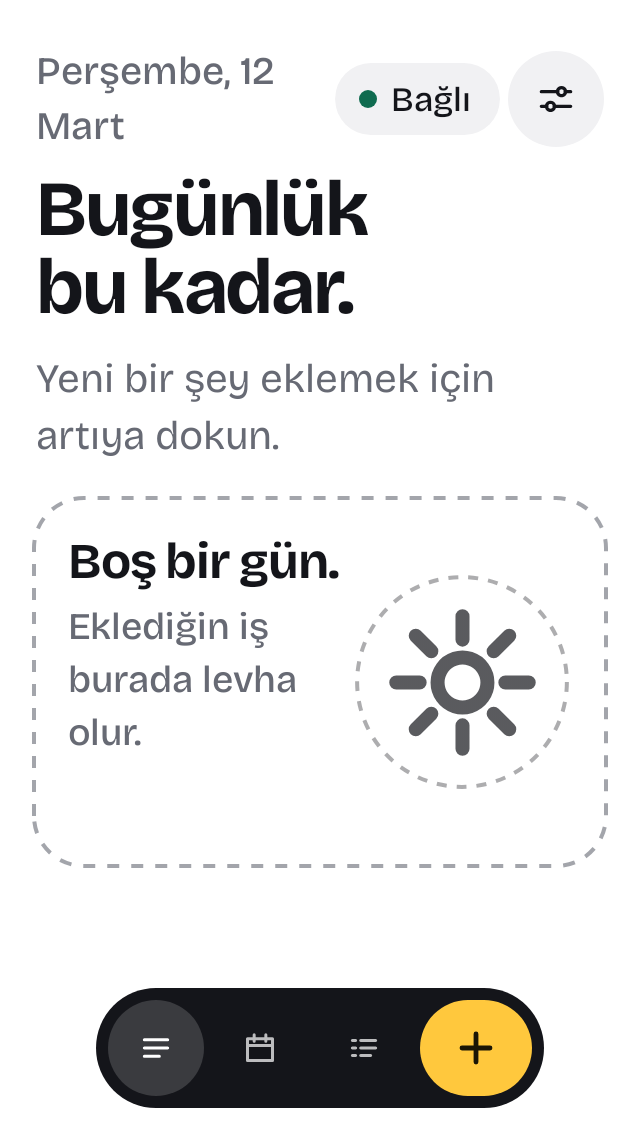 Perşembe, 12
Mart
Bağlı
Bugünlük
bu kadar.
Yeni bir şey eklemek için
artıya dokun.
Boş bir gün.
Eklediğin iş
burada levha
olur.